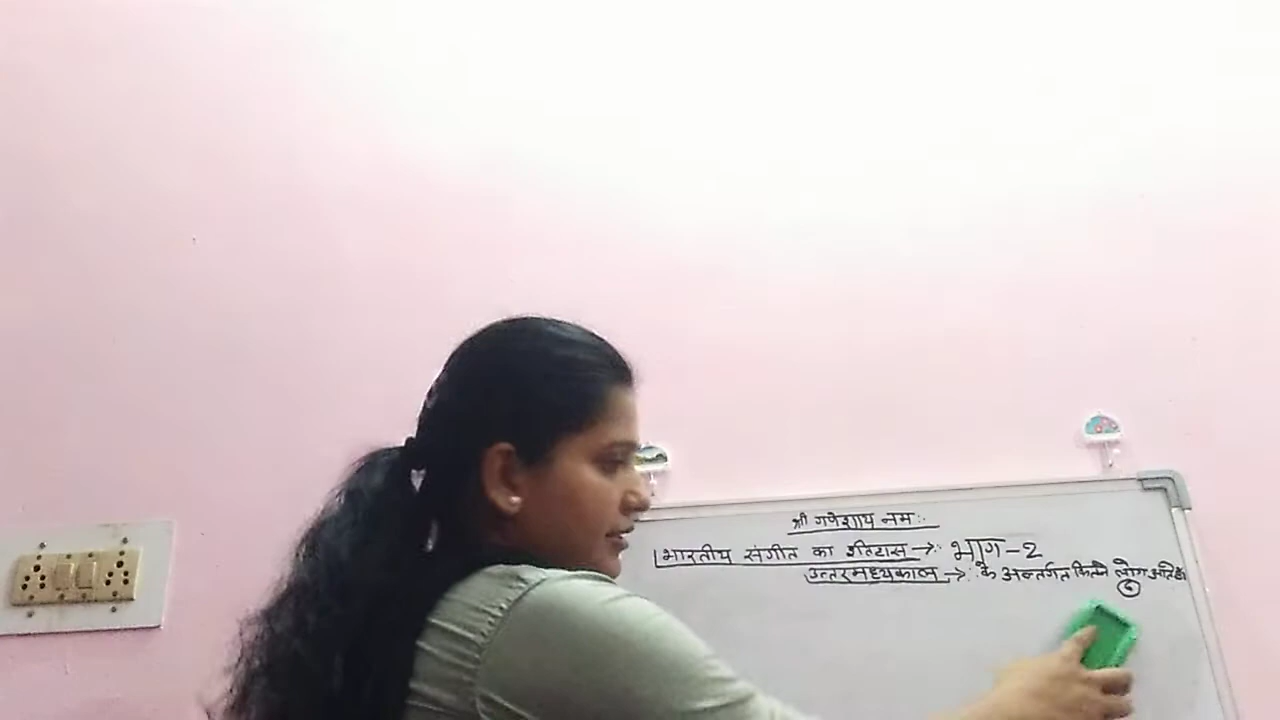 श्री गणेशाय नमः
भारतीय संगीत का इतिहास →: भाग-2
उत्तरमध्यकाल →: के अन्तर्गत कितने लोग आते है